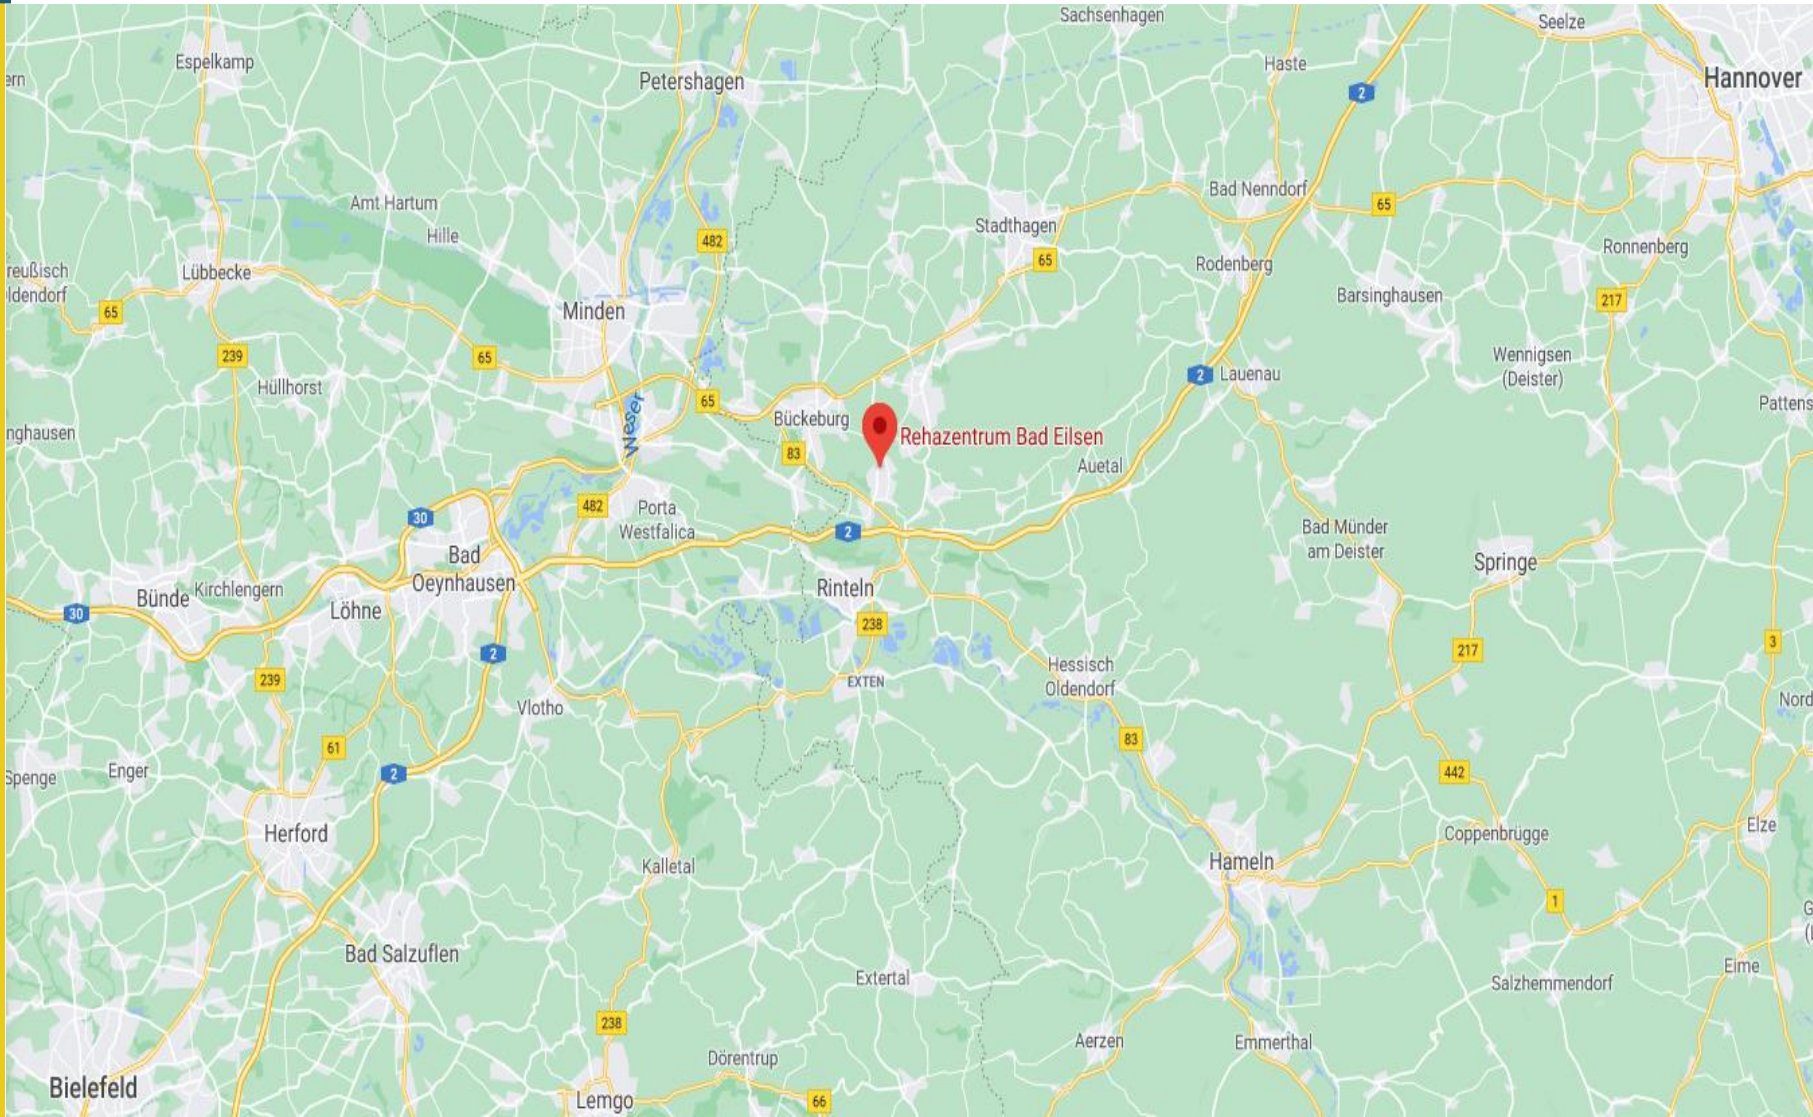 Sachsenhagen
Seelze
Espelkamp
Haste
ern
Petershagen
Hannover
2
Bad Nenndorf
Amt Hartum
65
Stadthagen
Hille
482
Ronnenberg
65
Rodenberg
reußisch
ldendorf
Lübbecke
Barsinghausen
217
65
Minden
239
65
Wennigsen
(Deister)
2
Lauenau
Hüllhorst
65
Pattens
Bückeburg
Weser
nghausen
Rehazentrum Bad Eilsen
83
Auetal
482
Porta
Westfalica
30
2
Bad Münder
am Deister
Bad
Oeynhausen
Springe
Kirchlengern
Rinteln
Bünde
30
Löhne
238
2
217
3
Hessisch
Oldendorf
239
EXTEN
Nord
Vlotho
83
61
442
Spenge
Enger
2
Elze
Herford
Coppenbrügge
Hameln
Kalletal
1
G
(l
Bad Salzuflen
Extertal
Eime
Salzhemmendorf
238
Aerzen
Emmerthal
Dörentrup
Bielefeld
Lemgo
66